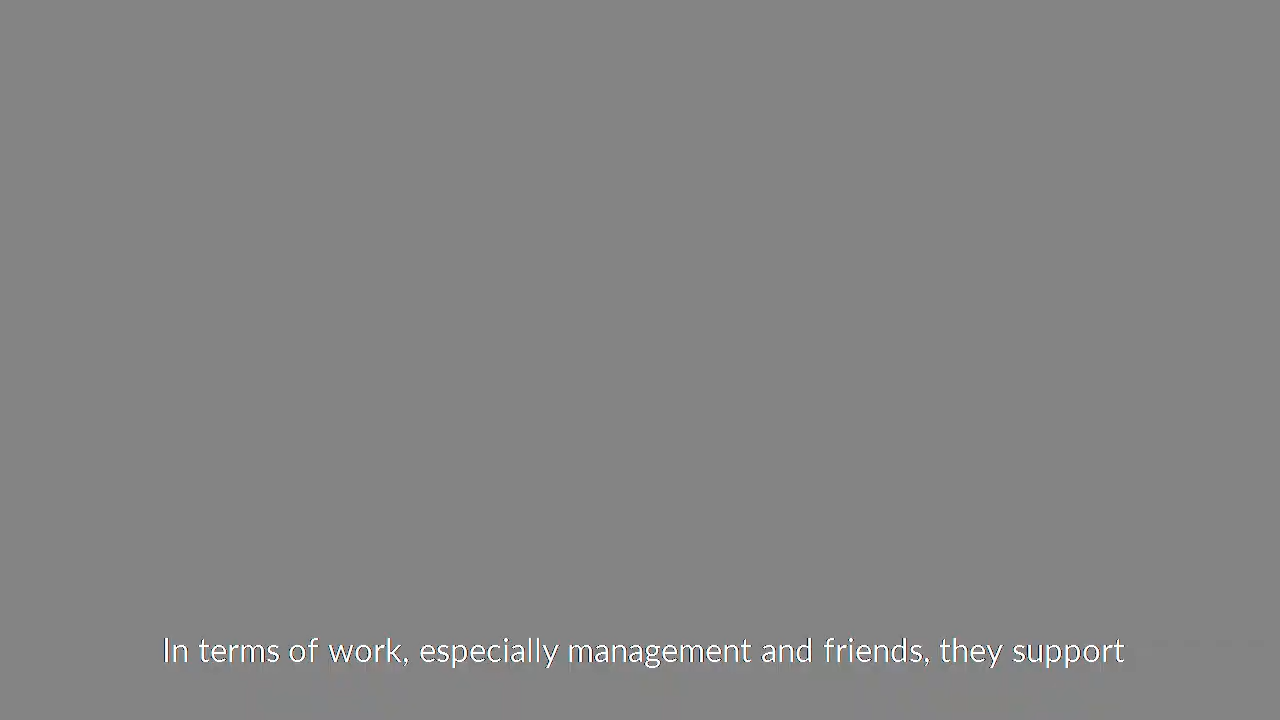 In terms of work, especially management and friends, they support